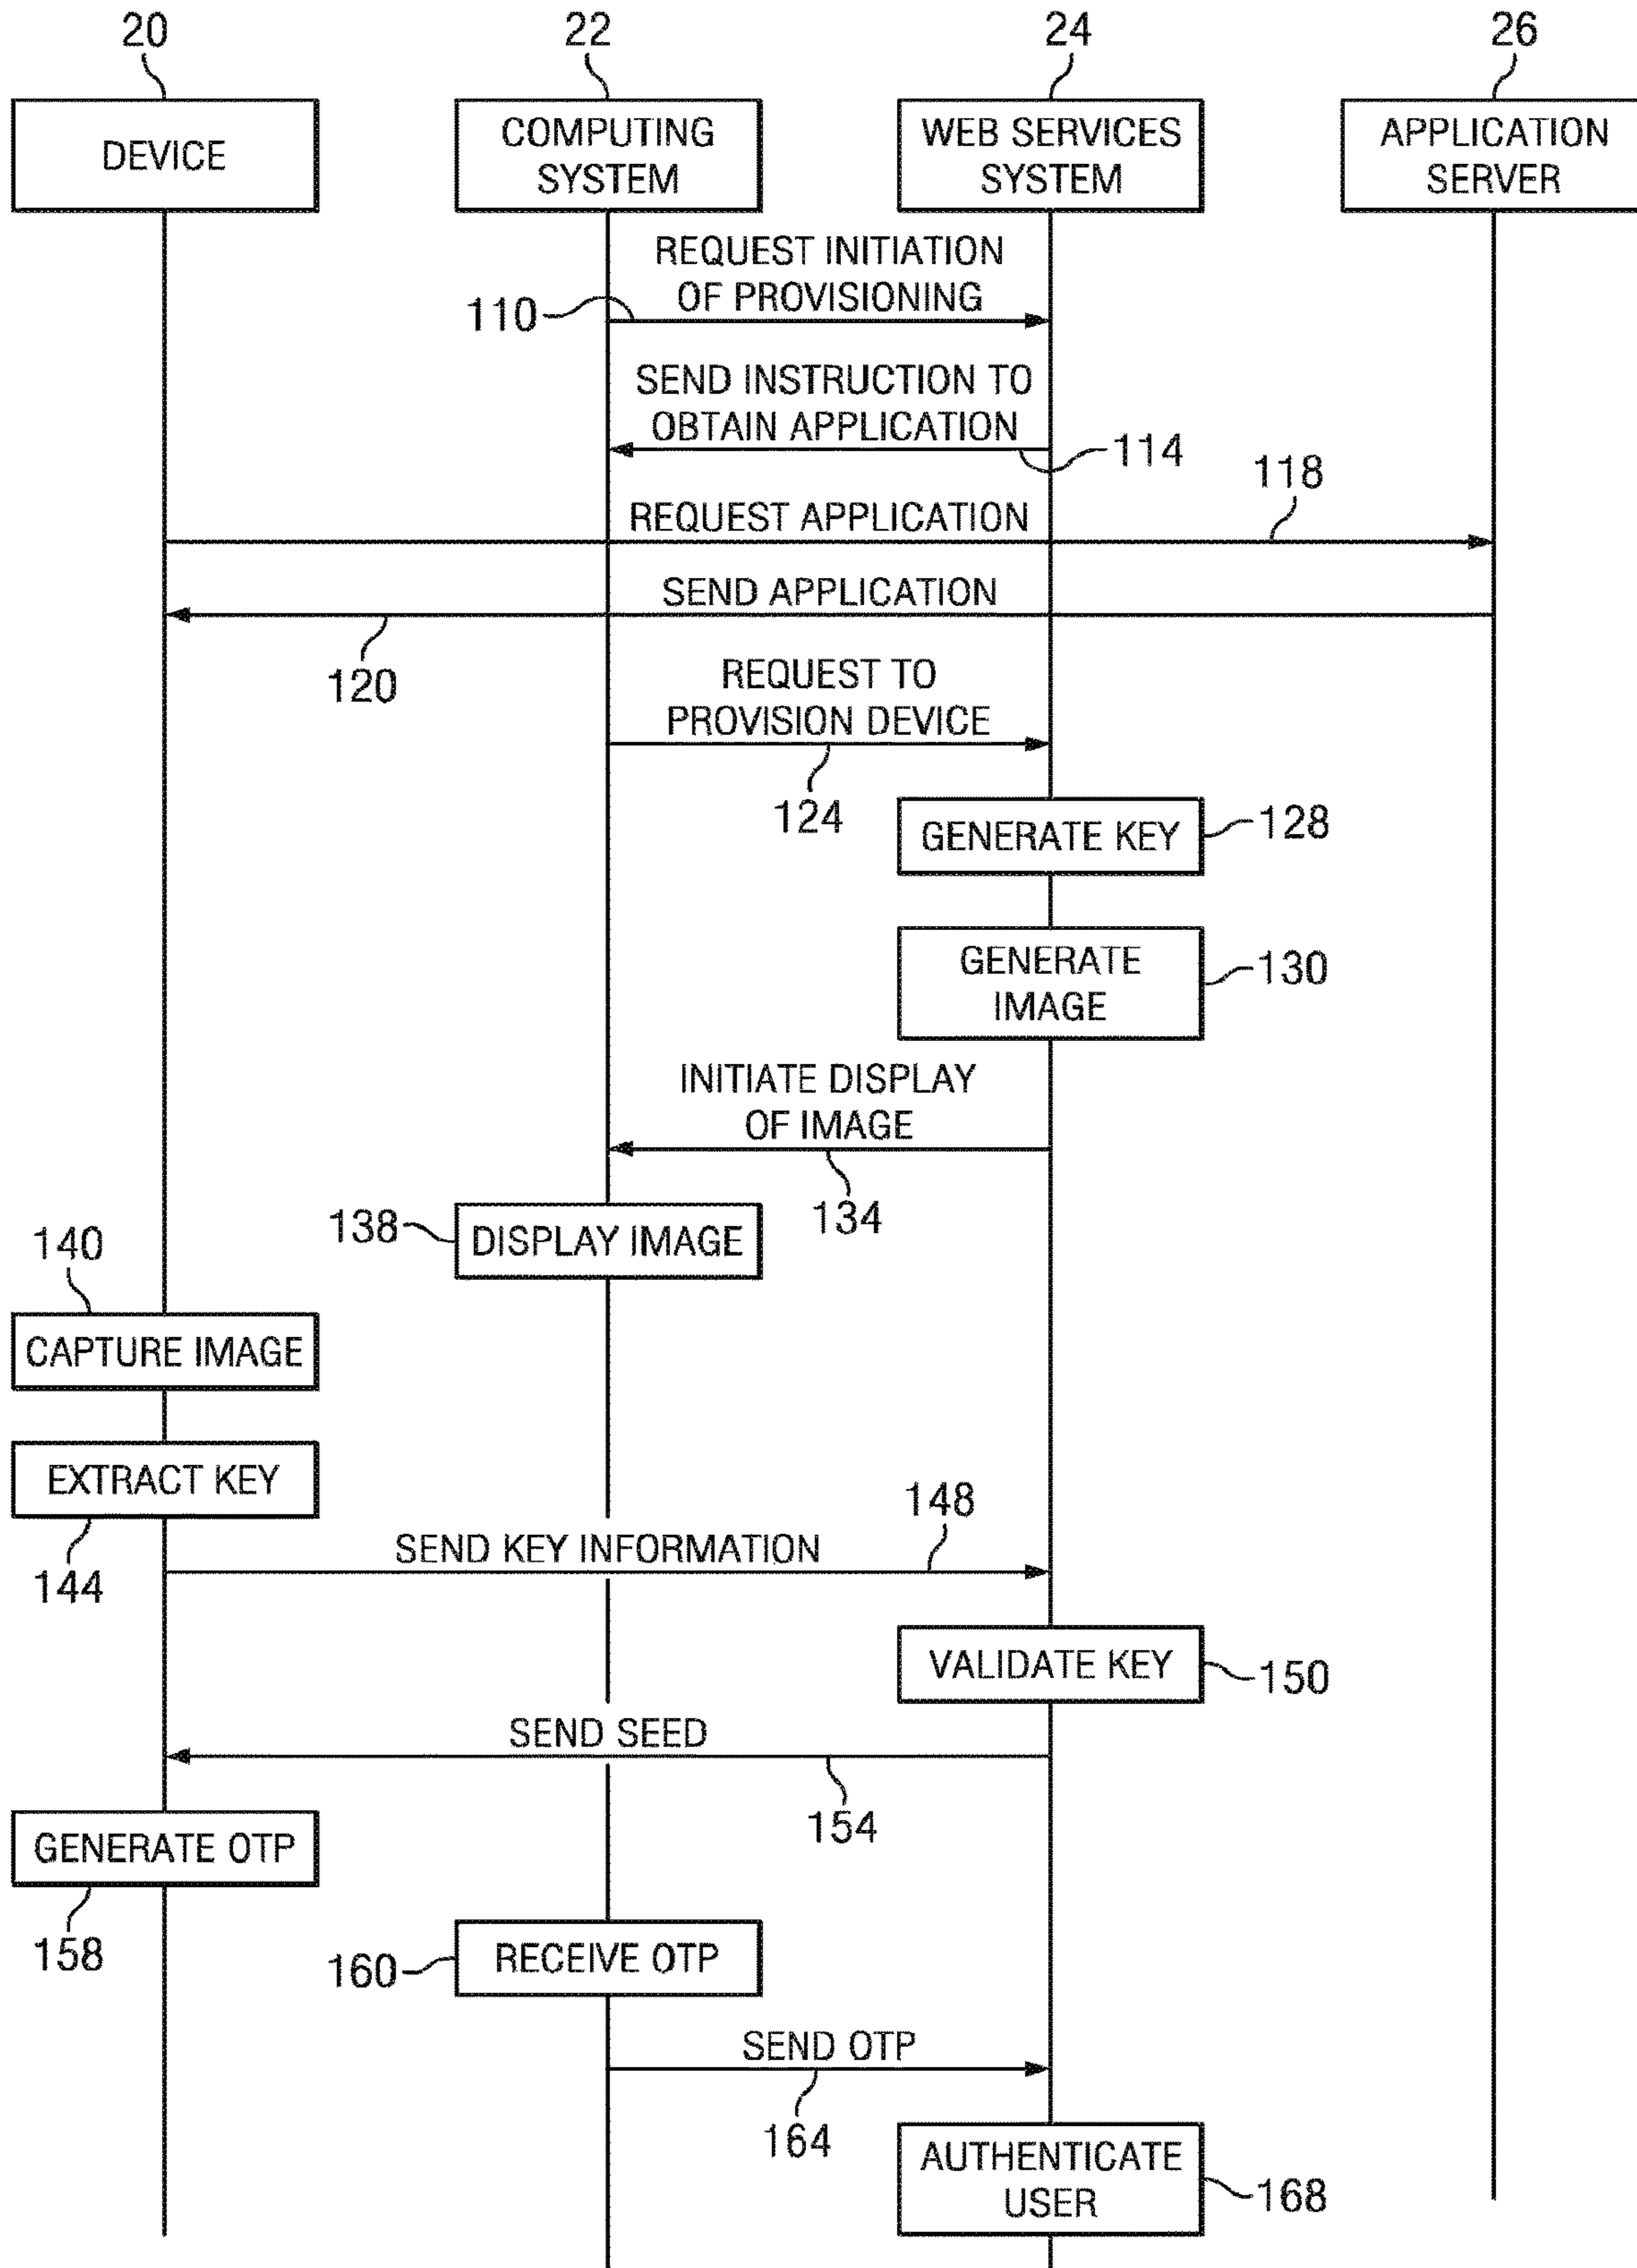 20
22
24
26
DEVICE
COMPUTING
SYSTEM
WEB SERVICES
SYSTEM
APPLICATION
SERVER
REQUEST INITIATION
OF PROVISIONING
110
SEND INSTRUCTION TO
OBTAIN APPLICATION
114
118
REQUEST APPLICATION
SEND APPLICATION
120
REQUEST TO
PROVISION DEVICE
124
GENERATE KEY
128
GENERATE
IMAGE
130
INITIATE DISPLAY
OF IMAGE
134
138
DISPLAY IMAGE
140
CAPTURE IMAGE
EXTRACT KEY
144
148
SEND KEY INFORMATION
VALIDATE KEY
150
SEND SEED
154
GENERATE OTP
158
160
RECEIVE OTP
SEND OTP
164
AUTHENTICATE
USER
168